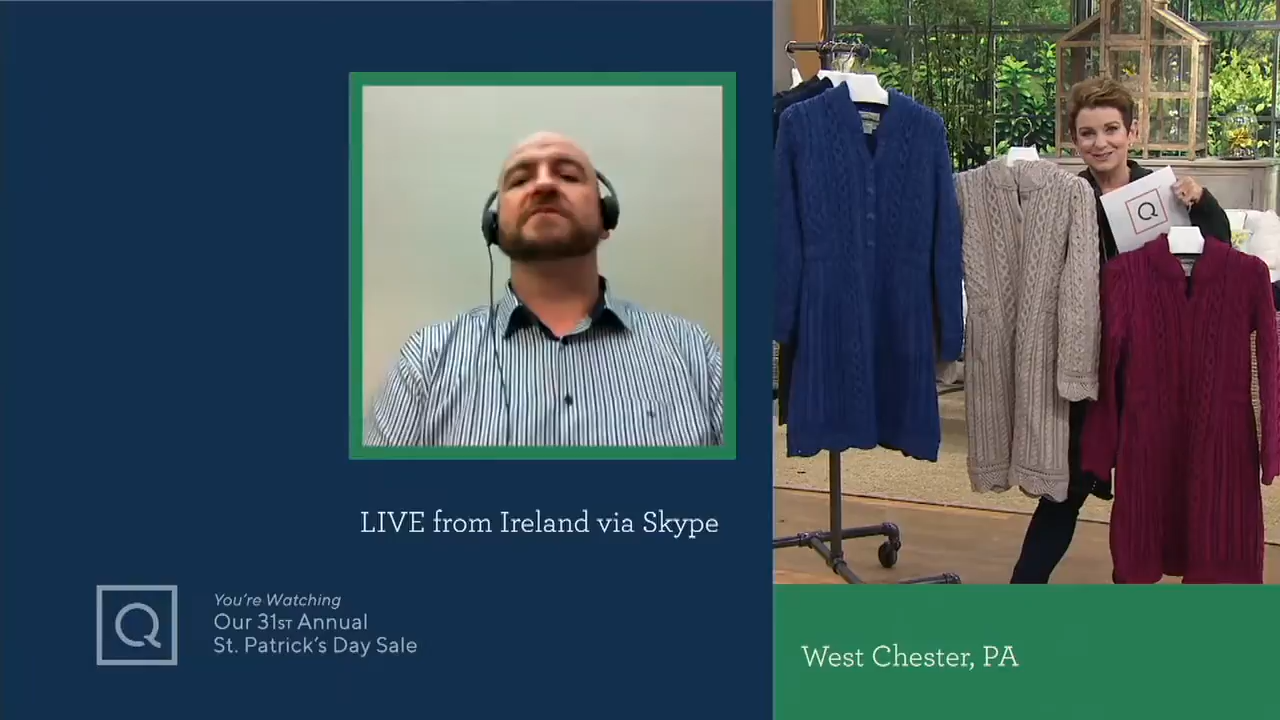 LIVE from Ireland via Skype
Q
You're Watching
Our 31ST Annual
St. Patrick's Day Sale
Q
West Chester, PA